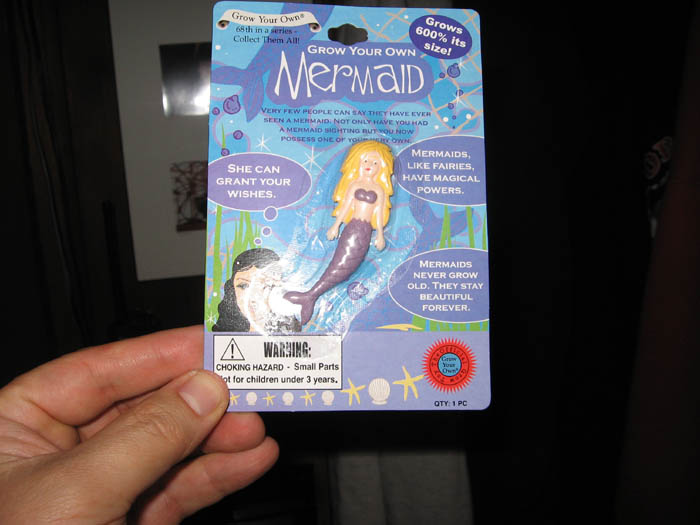 Grow Your Own®
68th in a series -
Collect Them All!
Grows
600% its
size!
GROW YOUR OWN
MERMAID
VERY FEW PEOPLE CAN SAY THEY HAVE EVER
SEEN A MERMAID. NOT ONLY HAVE YOU HAD
A MERMAID SIGHTING BUT YOU NOW
POSSESS ONE OF YOUR VERY OWN.
SHE CAN
GRANT YOUR
WISHES.
MERMAIDS,
LIKE FAIRIES,
HAVE MAGICAL
POWERS.
MERMAIDS
NEVER GROW
OLD. THEY STAY
BEAUTIFUL
FOREVER.
WARNING:
CHOKING HAZARD - Small Parts
ot for children under 3 years.
Grow
Your
Own®
QTY: 1 PC